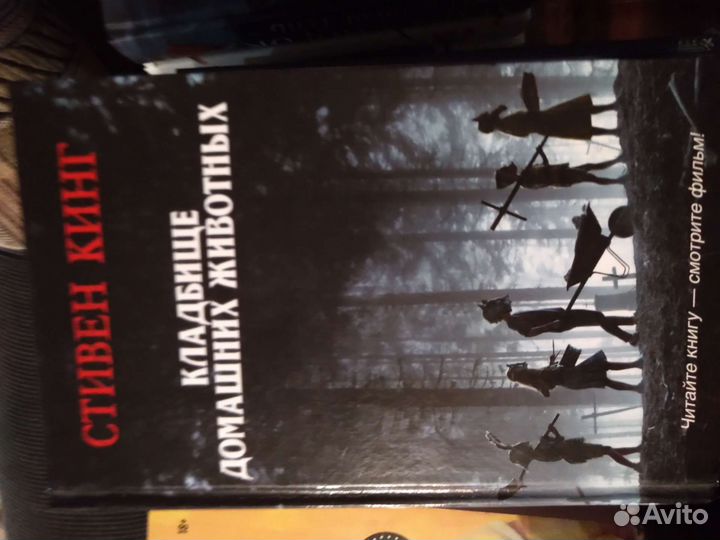 СТИВЕН КИНГ
КЛАДБИЩЕ
ДОМАШНИХ ЖИВОТНЫХ
Читайте книгу — смотрите фильм!
18+
Avito